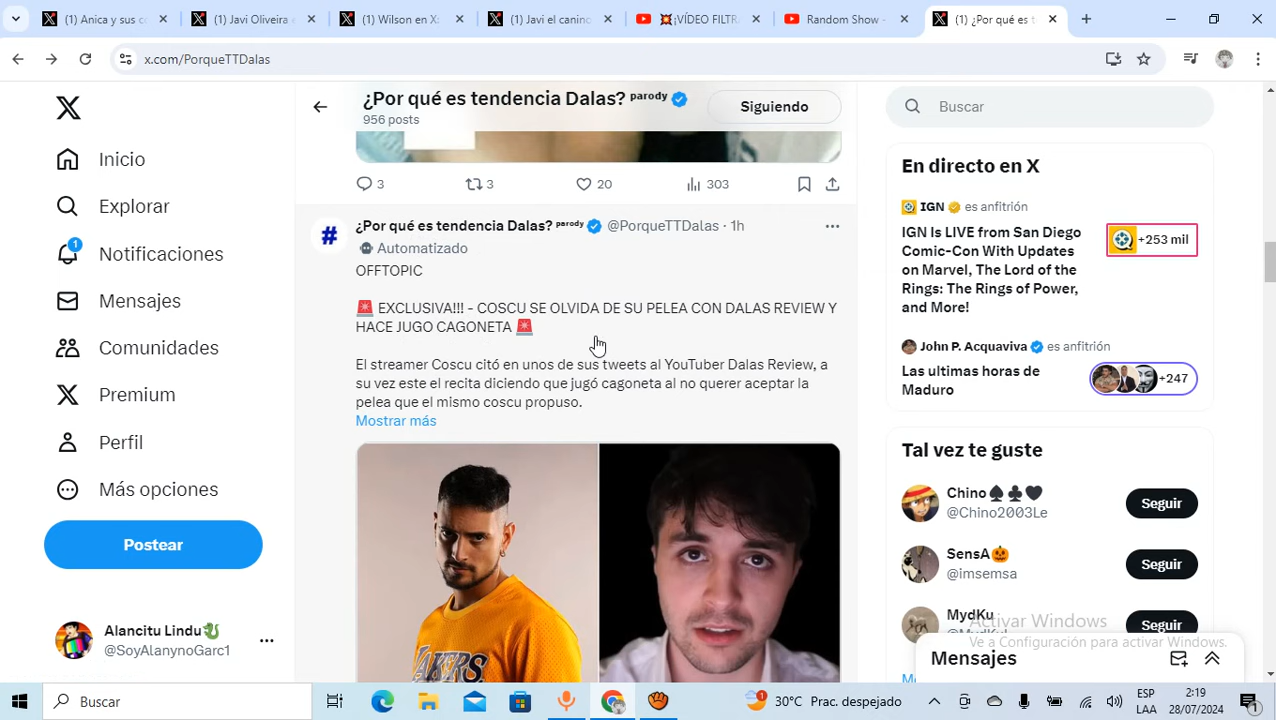 (1) Anica y sus c
(1) Javi Oliveira
(1) Wilson en X:
(1) Javi el canino
¡VÍDEO FILTR
Random Show -
(1) ¿Por qué es t
x.com/PorqueTTDalas
¿Por qué es tendencia Dalas? parody
956 posts
Siguiendo
Inicio
Explorar
1
Notificaciones
Mensajes
Comunidades
Premium
Perfil
Más opciones
Postear
Alancitu Lindu
@SoyAlanynoGarc1
3
3
20
303
¿Por qué es tendencia Dalas? parody @PorqueTTDalas · 1h
Automatizado
OFFTOPIC
🚨 EXCLUSIVA!!! - COSCU SE OLVIDA DE SU PELEA CON DALAS REVIEW Y
HACE JUGO CAGONETA 🚨
El streamer Coscu citó en unos de sus tweets al YouTuber Dalas Review, a
su vez este el recita diciendo que jugó cagoneta al no querer aceptar la
pelea que el mismo coscu propuso.
Mostrar más
LAKERS
Buscar
En directo en X
IGN es anfitrión
IGN Is LIVE from San Diego
Comic-Con With Updates
on Marvel, The Lord of the
Rings: The Rings of Power,
and More!
+253 mil
John P. Acquaviva es anfitrión
Las ultimas horas de
Maduro
+247
Tal vez te guste
Chino♠♣🖤
@Chino2003Le
Seguir
SensA🎃
@imsemsa
Seguir
MydKu
Seguir
Activar Windows
Ve a Configuración para activar Windows.
Mensajes
Buscar
1
30°C Prac. despejado
ESP
LAA
2:19
28/07/2024
1